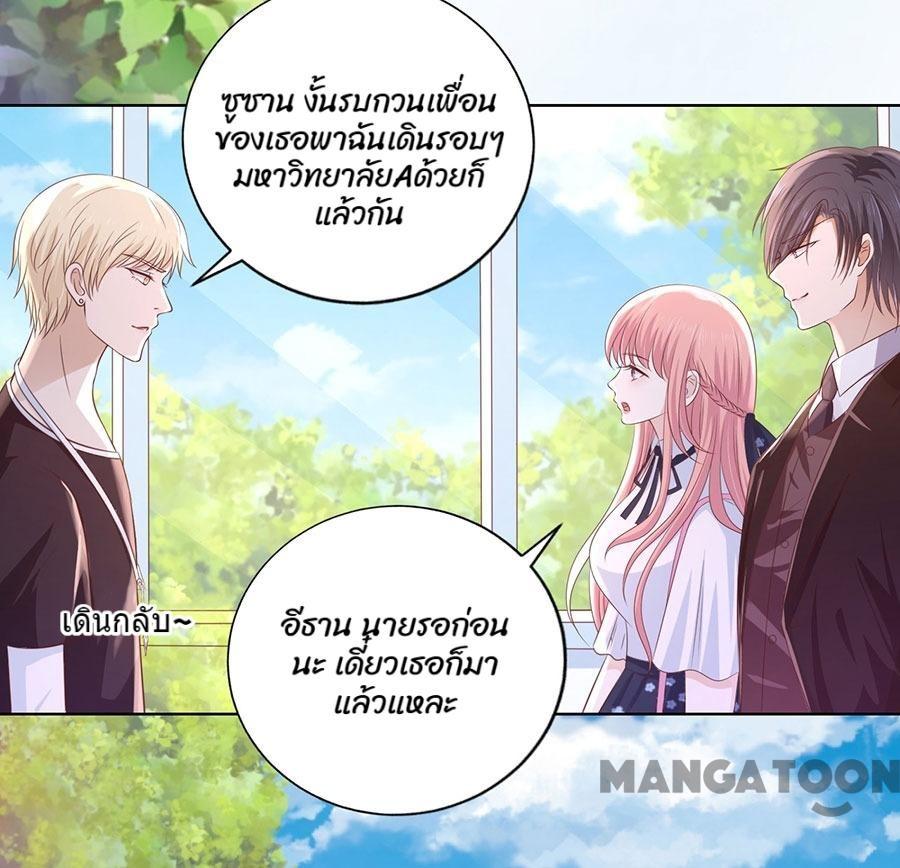 ซูซาน งั้นรบกวนเพื่อน
ของเธอพาฉันเดินรอบๆ
มหาวิทยาลัยAด้วยก็
แล้วกัน
เดินกลับ~
อีธาน นายรอก่อน
นะ เดี๋ยวเธอก็มา
แล้วแหละ
MANGATOON